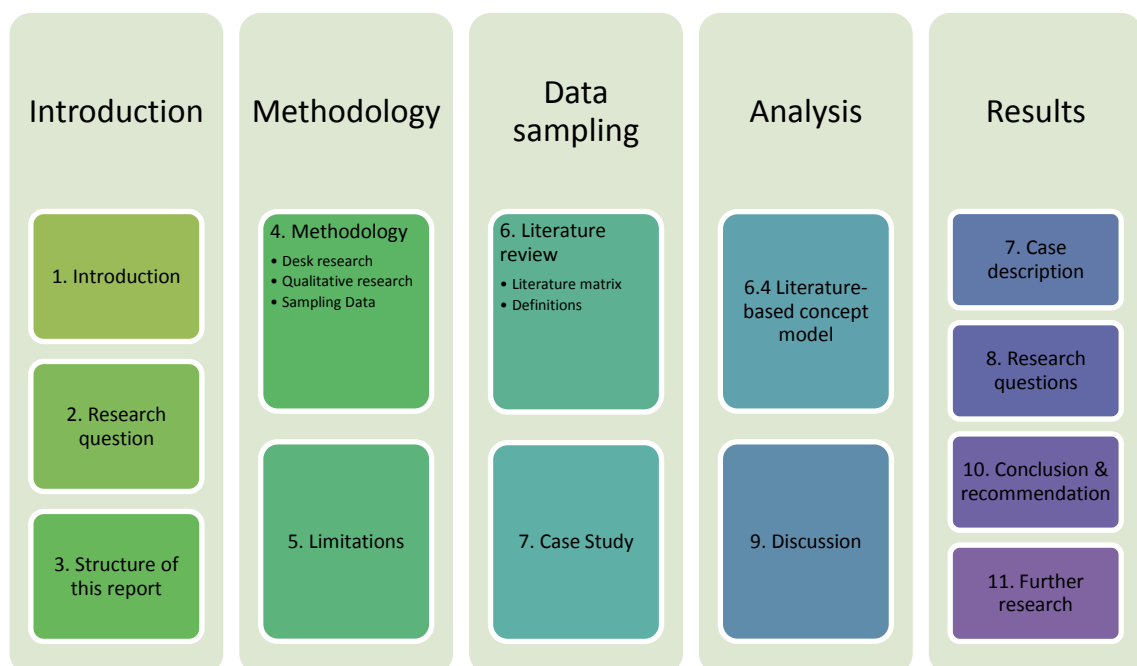 Introduction
1. Introduction
2. Research
question
3. Structure of
this report
Methodology
4. Methodology
• Desk research
• Qualitative research
• Sampling Data
5. Limitations
Data
sampling
6. Literature
review
• Literature matrix
• Definitions
7. Case Study
Analysis
6.4 Literature-
based concept
model
9. Discussion
Results
7. Case
description
8. Research
questions
10. Conclusion &
recommendation
11. Further
research